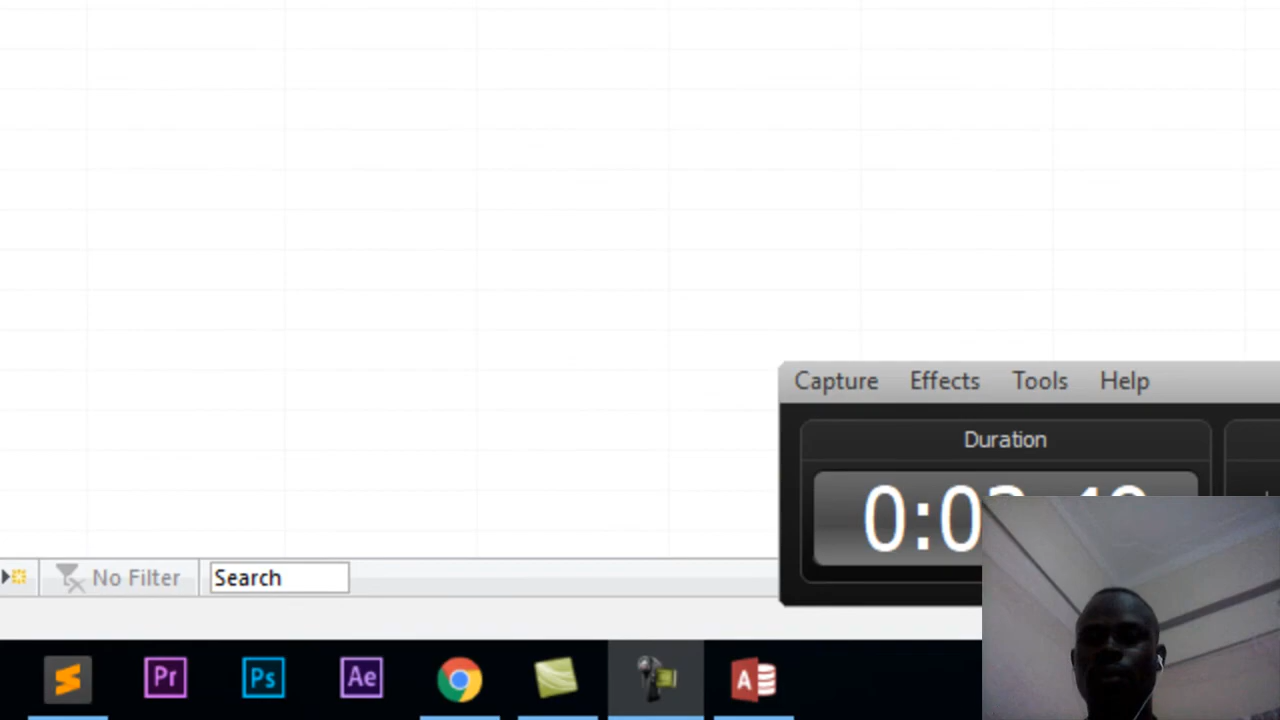 Capture Effects Tools Help
Duration
No Filter Search
Pr Ps Ae A